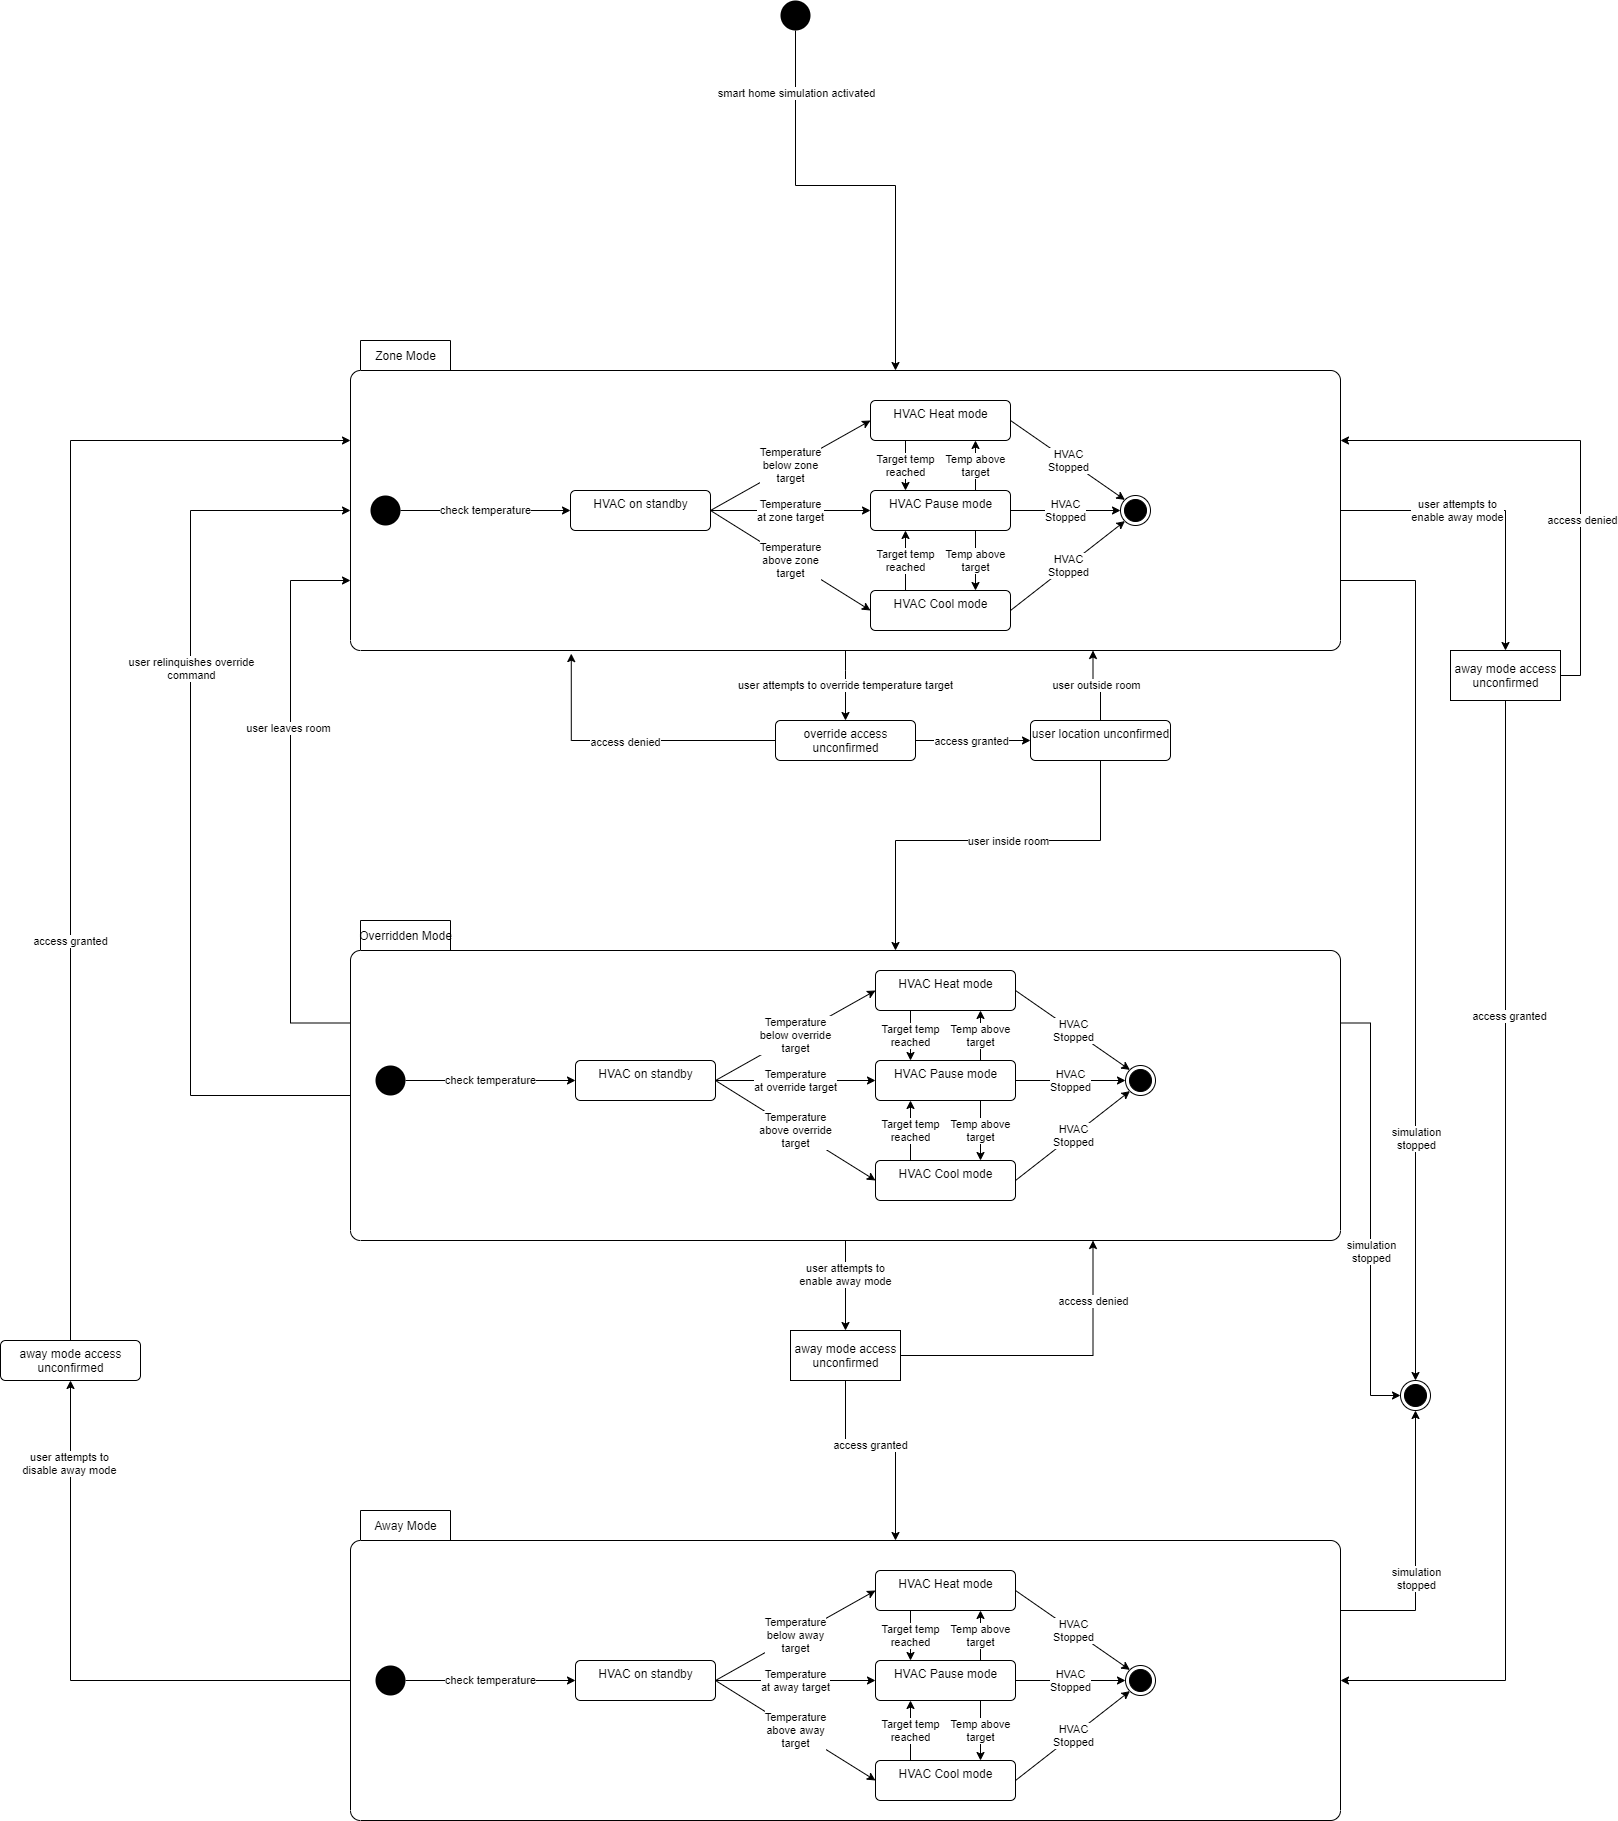 smart home simulation activated
Zone Mode
HVAC Heat mode
Temperature
below zone
target
Target temp
reached
Temp above
target
HVAC
Stopped
check temperature
HVAC on standby
Temperature
at zone target
HVAC Pause mode
HVAC
Stopped
Temperature
above zone
target
Target temp
reached
Temp above
target
HVAC
Stopped
HVAC Cool mode
user attempts to
enable away mode
access denied
away mode access
unconfirmed
user relinquishes override
command
user leaves room
user attempts to override temperature target
user outside room
access denied
override access
unconfirmed
access granted
user location unconfirmed
user inside room
access granted
Overridden Mode
HVAC Heat mode
Temperature
below override
target
Target temp
reached
Temp above
target
HVAC
Stopped
check temperature
HVAC on standby
Temperature
at override target
HVAC Pause mode
HVAC
Stopped
Temperature
above override
target
Target temp
reached
Temp above
target
HVAC
Stopped
HVAC Cool mode
access granted
simulation
stopped
simulation
stopped
user attempts to
enable away mode
access denied
away mode access
unconfirmed
away mode access
unconfirmed
access granted
user attempts to
disable away mode
Away Mode
simulation
stopped
HVAC Heat mode
Temperature
below away
target
Target temp
reached
Temp above
target
HVAC
Stopped
check temperature
HVAC on standby
Temperature
at away target
HVAC Pause mode
HVAC
Stopped
Temperature
above away
target
Target temp
reached
Temp above
target
HVAC
Stopped
HVAC Cool mode